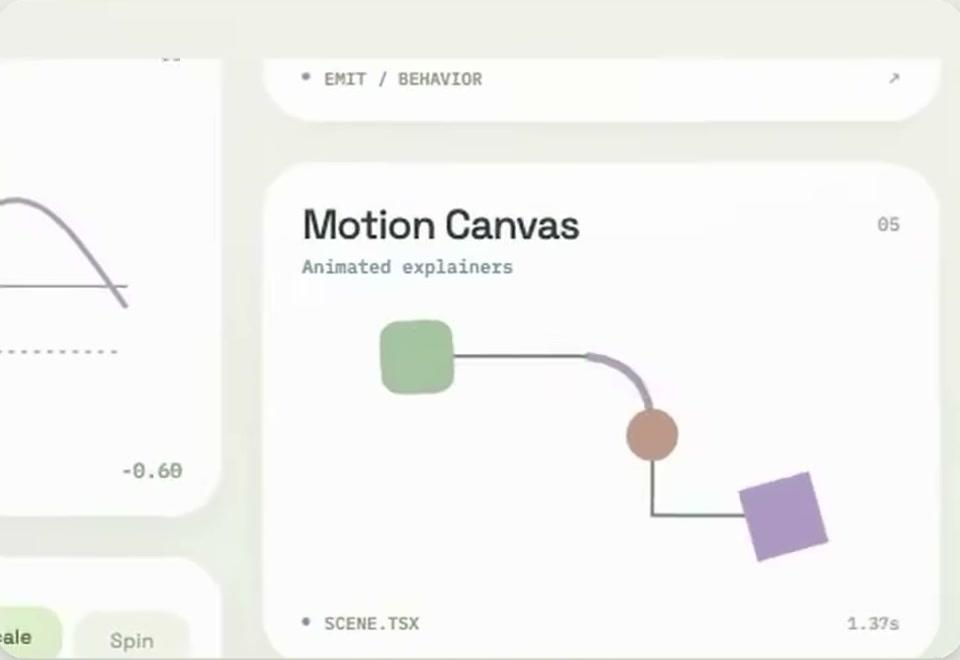 EMIT / BEHAVIOR
↗
Motion Canvas
05
Animated explainers
-0.60
SCENE.TSX
1.37s
Spin